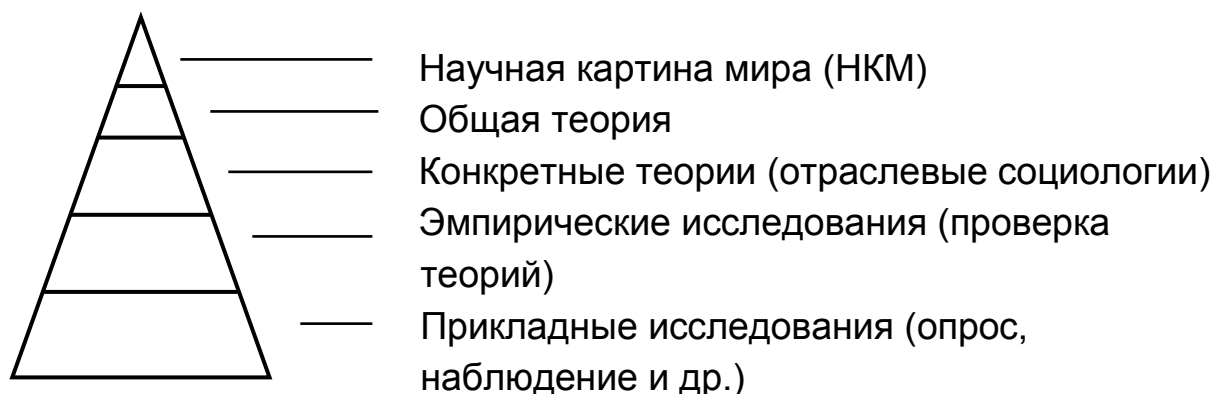 Научная картина мира (НКМ)
Общая теория
Конкретные теории (отраслевые социологии)
Эмпирические исследования (проверка
теорий)
Прикладные исследования (опрос,
наблюдение и др.)